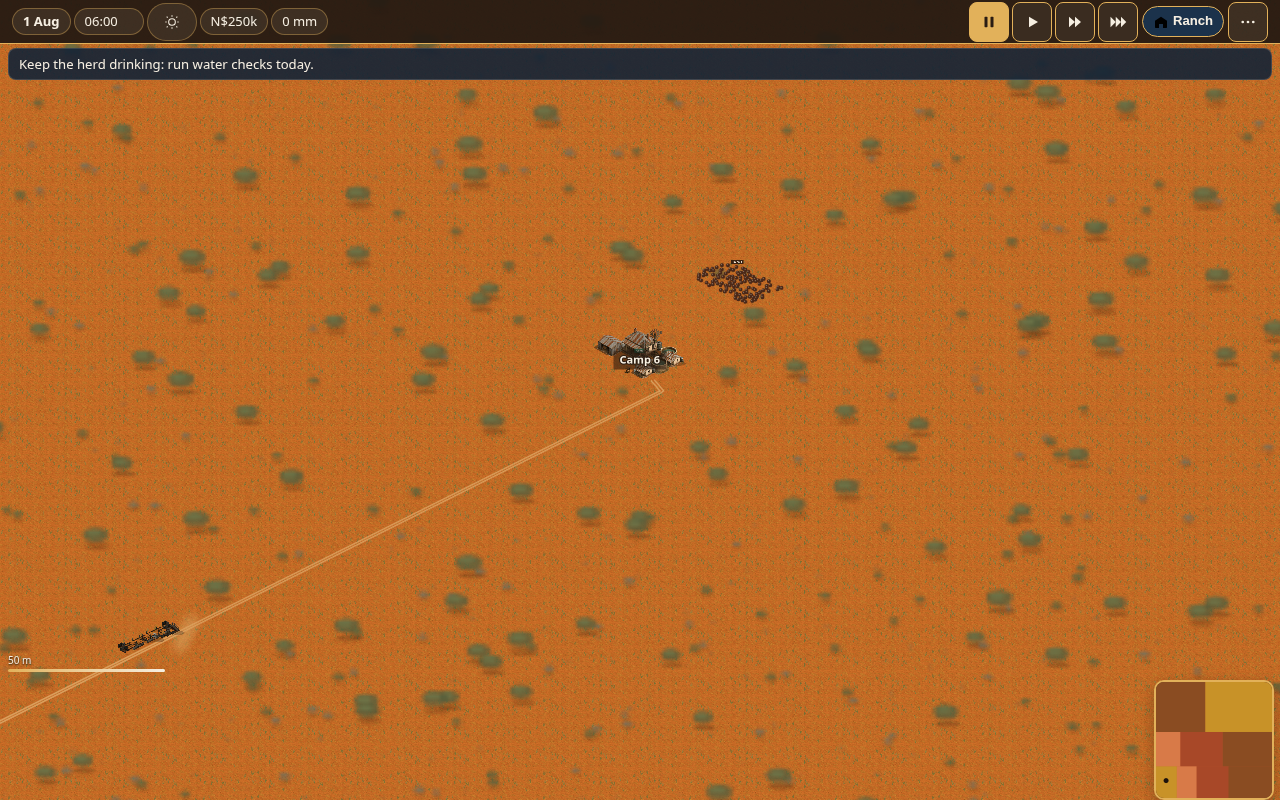 1 Aug
06:00
N$250k
0 mm
Ranch
Keep the herd drinking: run water checks today.
Camp 6
50 m